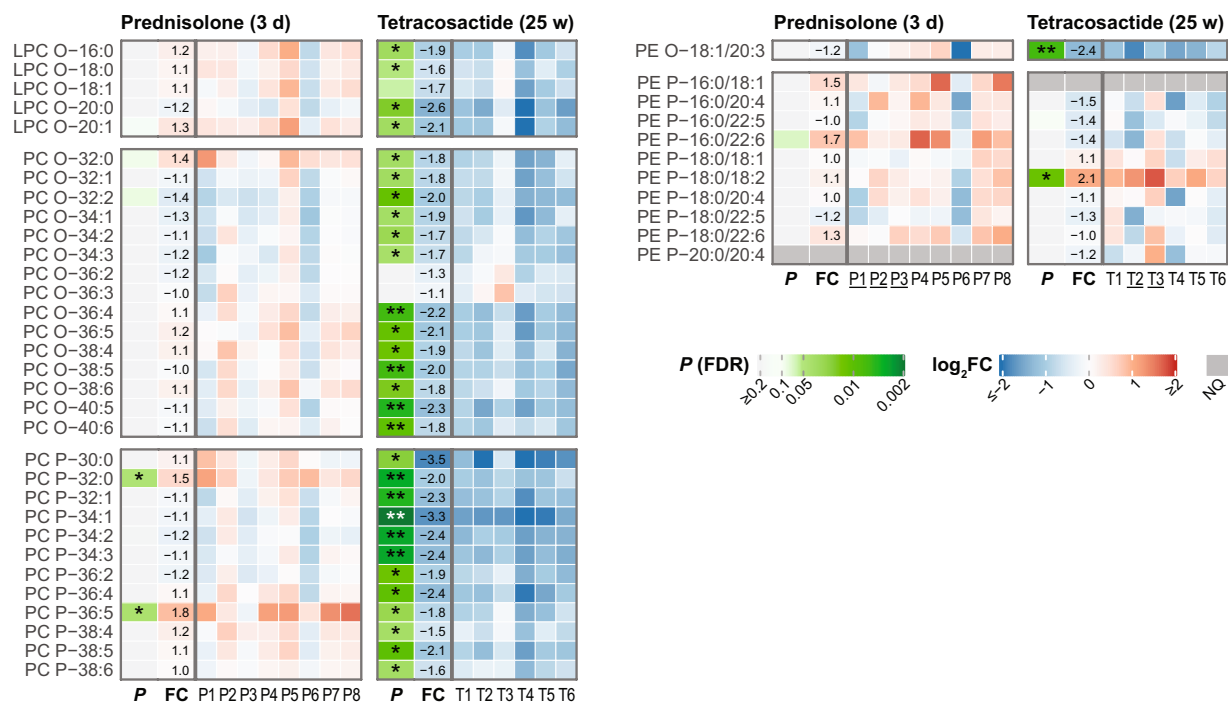 Prednisolone (3 d) Tetracosactide (25 w)
LPC O−16:0 1.2 * −1.9
LPC O−18:0 1.1 * −1.6
LPC O−18:1 1.1 −1.7
LPC O−20:0 −1.2 * −2.6
LPC O−20:1 1.3 * −2.1
PC O−32:0 1.4 * −1.8
PC O−32:1 −1.1 * −1.8
PC O−32:2 −1.4 * −2.0
PC O−34:1 −1.3 * −1.9
PC O−34:2 −1.1 * −1.7
PC O−34:3 −1.2 * −1.7
PC O−36:2 −1.2 −1.3
PC O−36:3 −1.0 −1.1
PC O−36:4 1.1 ** −2.2
PC O−36:5 1.2 * −2.1
PC O−38:4 1.1 * −1.9
PC O−38:5 −1.0 ** −2.0
PC O−38:6 1.1 * −1.8
PC O−40:5 −1.1 ** −2.3
PC O−40:6 −1.1 ** −1.8
PC P−30:0 1.1 * −3.5
PC P−32:0 * 1.5 ** −2.0
PC P−32:1 −1.1 ** −2.3
PC P−34:1 −1.1 ** −3.3
PC P−34:2 −1.2 ** −2.4
PC P−34:3 −1.1 ** −2.4
PC P−36:2 −1.2 * −1.9
PC P−36:4 1.1 * −2.4
PC P−36:5 * 1.8 * −1.8
PC P−38:4 1.2 * −1.5
PC P−38:5 1.1 * −2.1
PC P−38:6 1.0 * −1.6
P FC P1 P2 P3 P4 P5 P6 P7 P8 P FC T1 T2 T3 T4 T5 T6
Prednisolone (3 d) Tetracosactide (25 w)
PE O−18:1/20:3 −1.2 ** −2.4
PE P−16:0/18:1 1.5
PE P−16:0/20:4 1.1 −1.5
PE P−16:0/22:5 −1.0 −1.4
PE P−16:0/22:6 1.7 −1.4
PE P−18:0/18:1 1.0 1.1
PE P−18:0/18:2 1.1 * 2.1
PE P−18:0/20:4 1.0 −1.1
PE P−18:0/22:5 −1.2 −1.3
PE P−18:0/22:6 1.3 −1.0
PE P−20:0/20:4 −1.2
P FC P1 P2 P3 P4 P5 P6 P7 P8 P FC T1 T2 T3 T4 T5 T6
P (FDR) log2FC
≥0.2 0.1 0.05 0.01 0.002 ≤−2 −1 0 1 ≥2 NQ